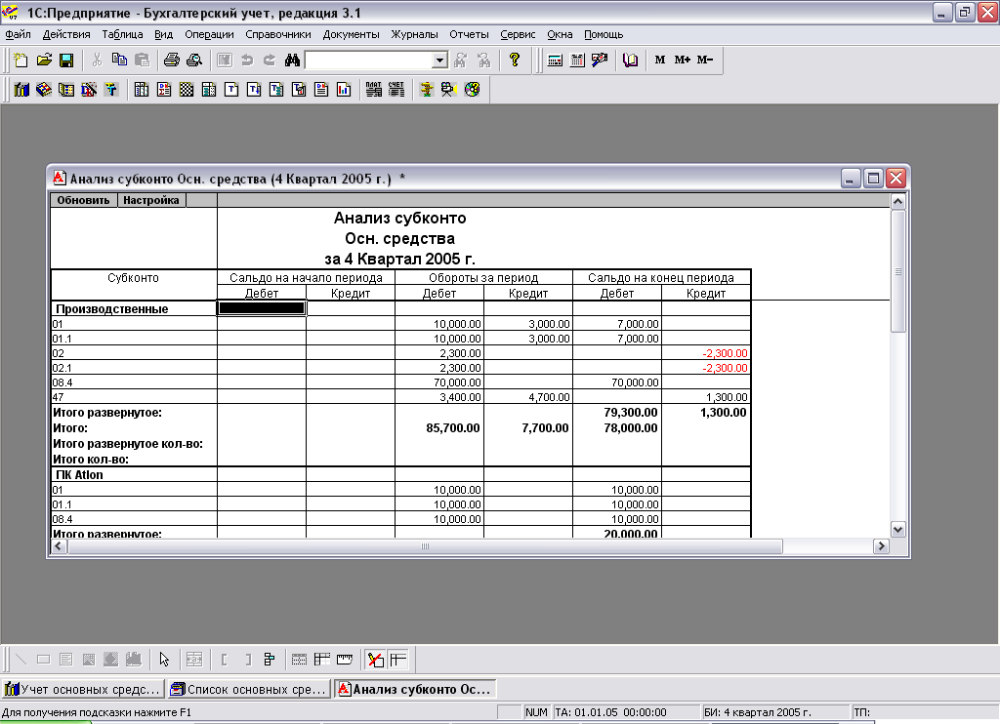 1С:Предприятие - Бухгалтерский учет, редакция 3.1
Файл Действия Таблица Вид Операции Справочники Документы Журналы Отчеты Сервис Окна Помощь
M M+ M-
Анализ субконто Осн. средства (4 Квартал 2005 г.) *
Обновить Настройка
Анализ субконто
Осн. средства
за 4 Квартал 2005 г.
Субконто Сальдо на начало периода Обороты за период Сальдо на конец периода
Дебет Кредит Дебет Кредит Дебет Кредит
Производственные
01 10,000.00 3,000.00 7,000.00
01.1 10,000.00 3,000.00 7,000.00
02 2,300.00 -2,300.00
02.1 2,300.00 -2,300.00
08.4 70,000.00 70,000.00
47 3,400.00 4,700.00 1,300.00
Итого развернутое: 79,300.00 1,300.00
Итого: 85,700.00 7,700.00 78,000.00
Итого развернутое кол-во:
Итого кол-во:
ПК Atlon
01 10,000.00 10,000.00
01.1 10,000.00 10,000.00
08.4 10,000.00 10,000.00
Итого развернутое: 20,000.00
Учет основных средс... Список основных сре... Анализ субконто Ос...
Для получения подсказки нажмите F1 NUM TA: 01.01.05 00:00:00 БИ: 4 квартал 2005 г. ТП: